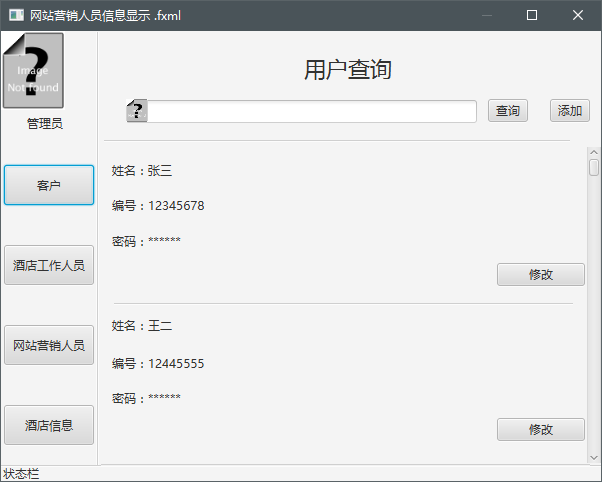 网站营销人员信息显示 .fxml
Image
Not found
管理员
客户
酒店工作人员
网站营销人员
酒店信息
用户查询
查询
添加
姓名：张三
编号：12345678
密码：******
修改
姓名：王二
编号：12445555
密码：******
修改
状态栏